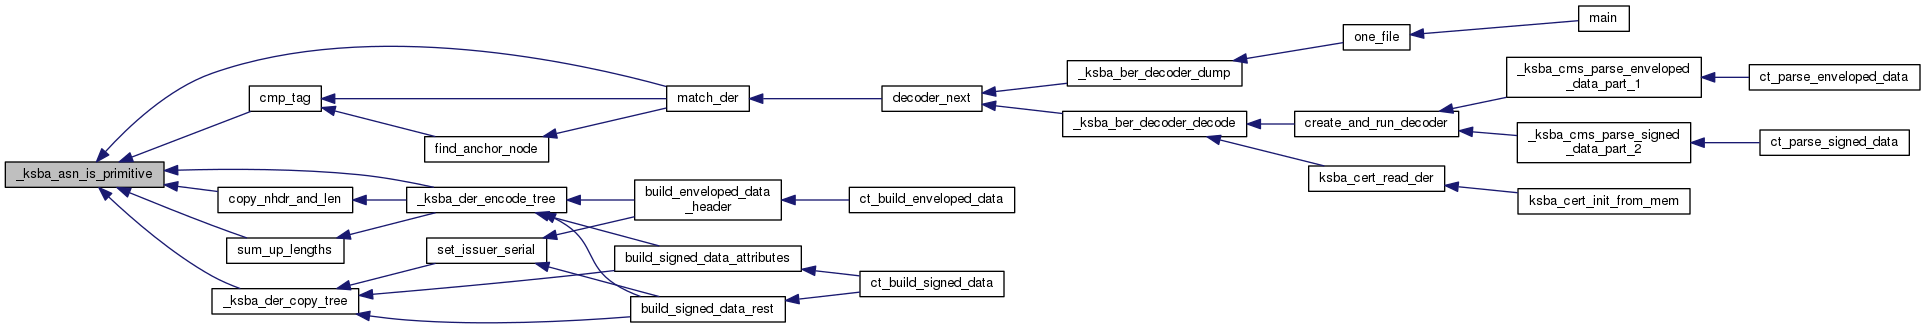 main
one_file
_ksba_cms_parse_enveloped
_data_part_1
ct_parse_enveloped_data
_ksba_ber_decoder_dump
cmp_tag
match_der
decoder_next
_ksba_ber_decoder_decode
create_and_run_decoder
_ksba_cms_parse_signed
_data_part_2
ct_parse_signed_data
find_anchor_node
_ksba_asn_is_primitive
ksba_cert_read_der
copy_nhdr_and_len
_ksba_der_encode_tree
build_enveloped_data
_header
ct_build_enveloped_data
ksba_cert_init_from_mem
sum_up_lengths
set_issuer_serial
build_signed_data_attributes
ct_build_signed_data
_ksba_der_copy_tree
build_signed_data_rest